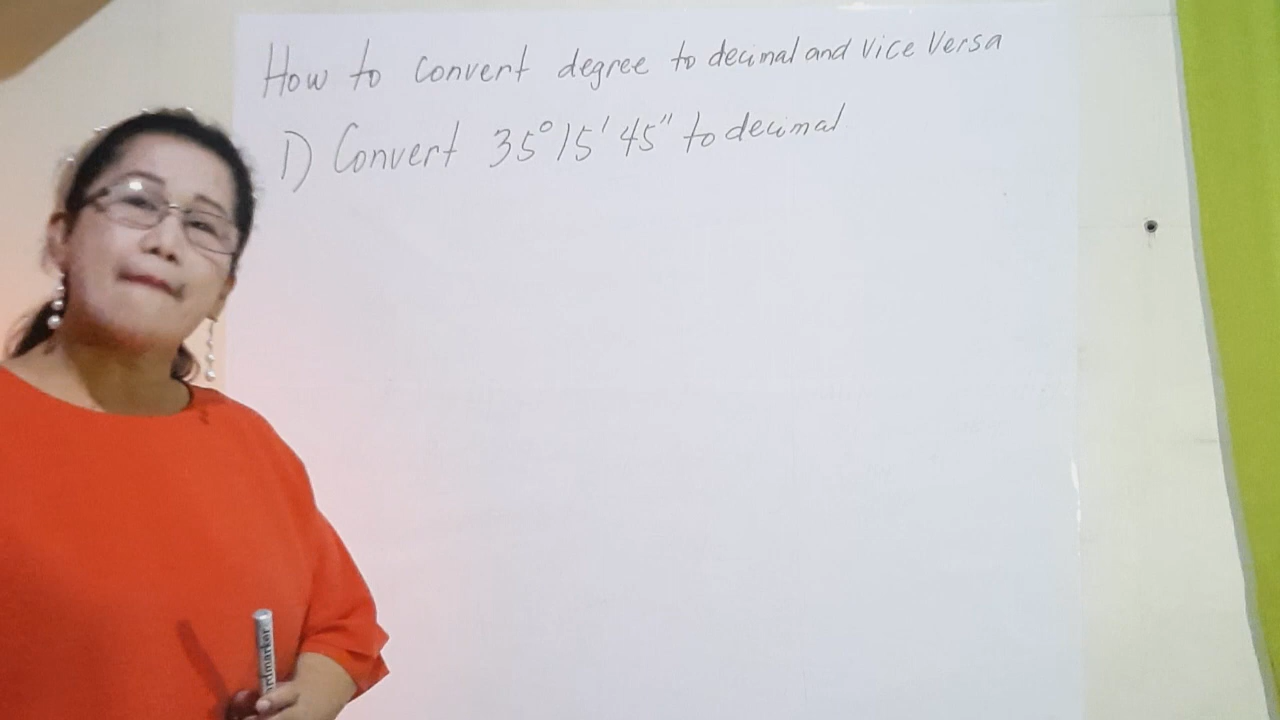 How to convert degree to decimal and Vice Versa
1) Convert 35° 15' 45" to decimal